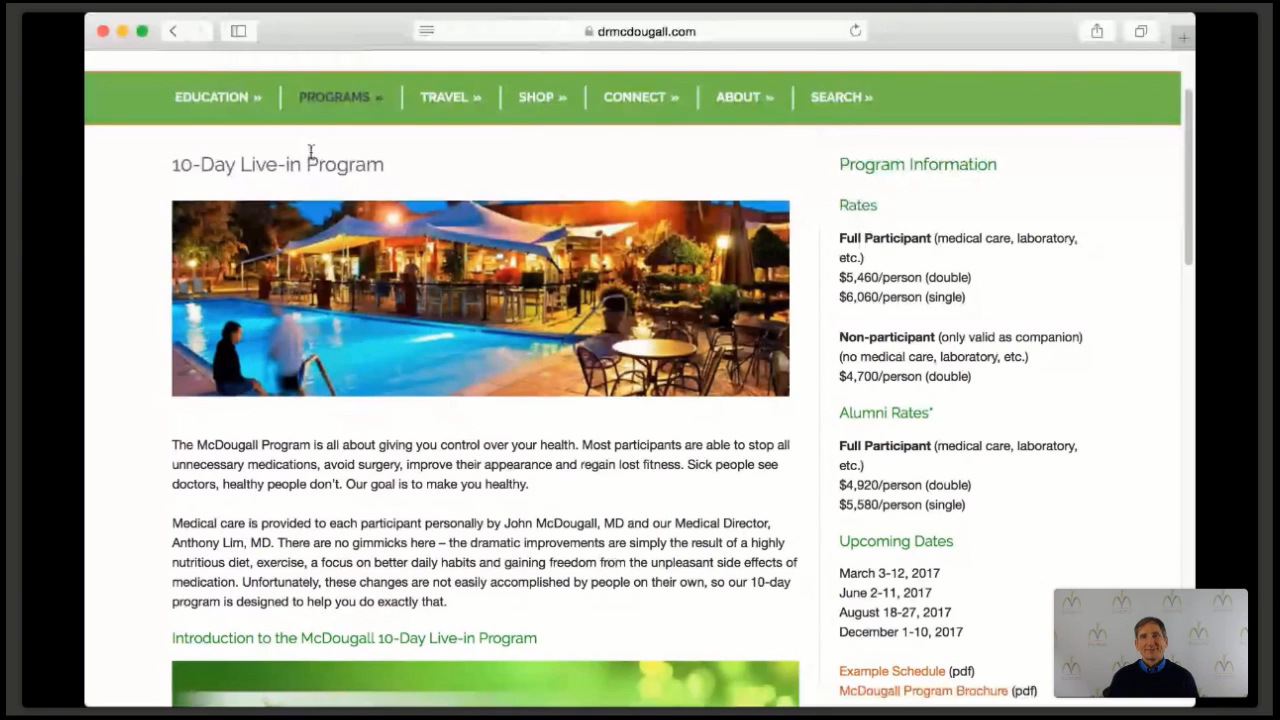 drmcdougall.com
EDUCATION »
PROGRAMS »
TRAVEL »
SHOP »
CONNECT »
ABOUT »
SEARCH »
10-Day Live-in Program
The McDougall Program is all about giving you control over your health. Most participants are able to stop all
unnecessary medications, avoid surgery, improve their appearance and regain lost fitness. Sick people see
doctors, healthy people don't. Our goal is to make you healthy.
Medical care is provided to each participant personally by John McDougall, MD and our Medical Director,
Anthony Lim, MD. There are no gimmicks here – the dramatic improvements are simply the result of a highly
nutritious diet, exercise, a focus on better daily habits and gaining freedom from the unpleasant side effects of
medication. Unfortunately, these changes are not easily accomplished by people on their own, so our 10-day
program is designed to help you do exactly that.
Introduction to the McDougall 10-Day Live-in Program
Program Information
Rates
Full Participant (medical care, laboratory,
etc.)
$5,460/person (double)
$6,060/person (single)
Non-participant (only valid as companion)
(no medical care, laboratory, etc.)
$4,700/person (double)
Alumni Rates*
Full Participant (medical care, laboratory,
etc.)
$4,920/person (double)
$5,580/person (single)
Upcoming Dates
March 3-12, 2017
June 2-11, 2017
August 18-27, 2017
December 1-10, 2017
Example Schedule (pdf)
McDougall Program Brochure (pdf)